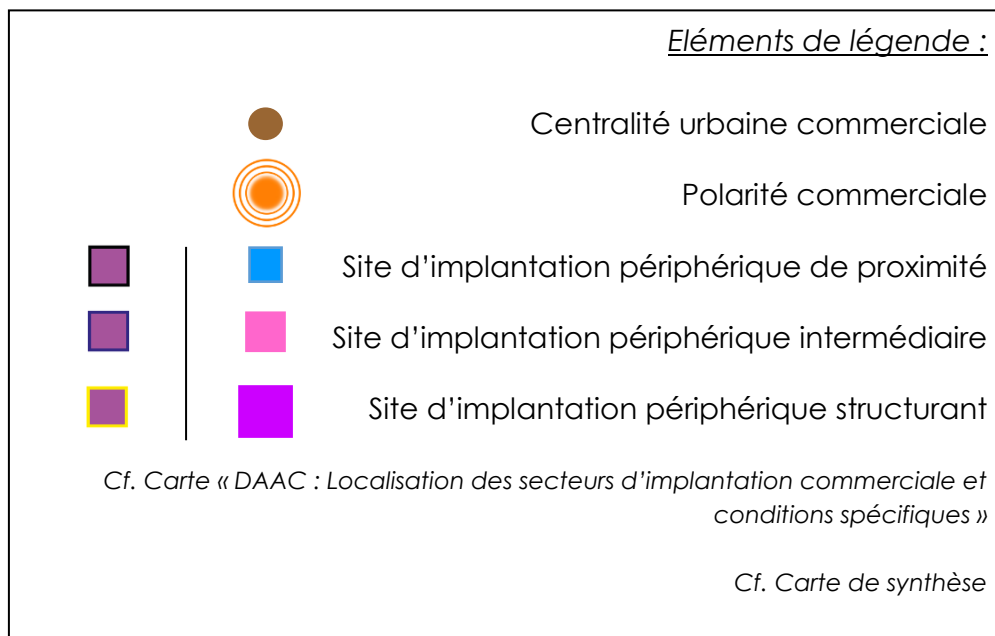 Eléments de légende :
Centralité urbaine commerciale
Polarité commerciale
Site d’implantation périphérique de proximité
Site d’implantation périphérique intermédiaire
Site d’implantation périphérique structurant
Cf. Carte « DAAC : Localisation des secteurs d’implantation commerciale et
conditions spécifiques »
Cf. Carte de synthèse